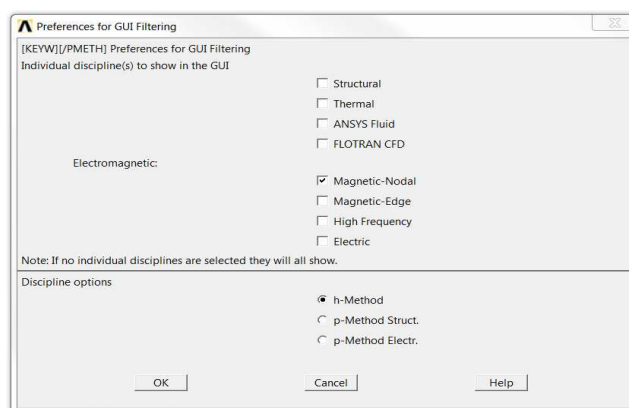 Preferences for GUI Filtering
[KEYW][/PMETH] Preferences for GUI Filtering
Individual discipline(s) to show in the GUI
Structural
Thermal
ANSYS Fluid
FLOTRAN CFD
Electromagnetic:
Magnetic-Nodal
Magnetic-Edge
High Frequency
Electric
Note: If no individual disciplines are selected they will all show.
Discipline options
h-Method
p-Method Struct.
p-Method Electr.
OK Cancel Help